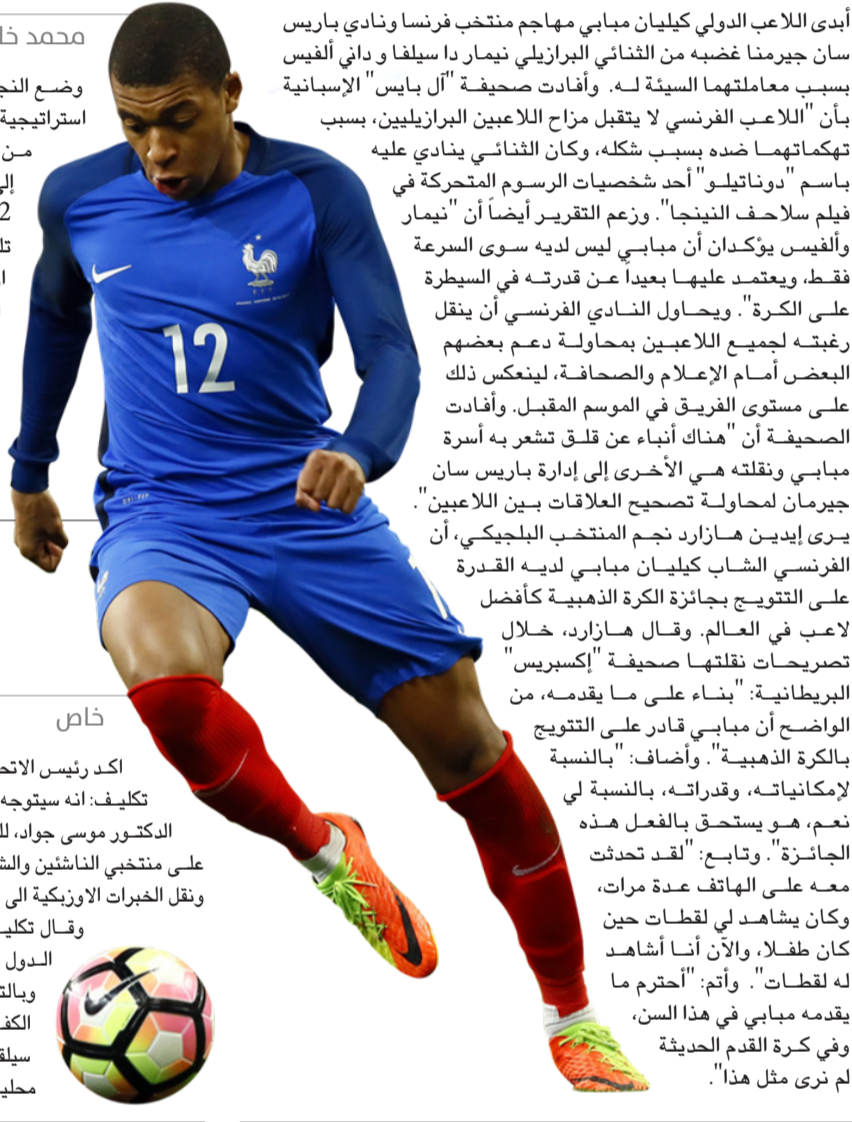 أبدى اللاعب الدولي كيليان مبابي مهاجم منتخب فرنسا ونادي باريس
سان جيرمنا غضبه من الثنائي البرازيلي نيمار دا سيلفا و داني ألفيس
بسبب معاملتهما السيئة له. وأفادت صحيفة "آل بايس" الإسبانية
بأن "اللاعب الفرنسي لا يتقبل مزاح اللاعبين البرازيليين، بسبب
تهكماتهما ضده بسبب شكله، وكان الثنائي ينادي عليه
باسم "دوناتيلو" أحد شخصيات الرسوم المتحركة في
فيلم سلاحف النينجا". وزعم التقرير أيضاً أن "نيمار
وألفيس يؤكدان أن مبابي ليس لديه سوى السرعة
فقط، ويعتمد عليها بعيداً عن قدرته في السيطرة
على الكرة". ويحاول النادي الفرنسي أن ينقل
رغبته لجميع اللاعبين بمحاولة دعم بعضهم
البعض أمام الإعلام والصحافة، لينعكس ذلك
على مستوى الفريق في الموسم المقبل. وأفادت
الصحيفة أن "هناك أنباء عن قلق تشعر به أسرة
مبابي ونقلته هي الأخرى إلى إدارة باريس سان
جيرمان لمحاولة تصحيح العلاقات بين اللاعبين".
يرى إيدين هازارد نجم المنتخب البلجيكي، أن
الفرنسي الشاب كيليان مبابي لديه القدرة
على التتويج بجائزة الكرة الذهبية كأفضل
لاعب في العالم. وقال هازارد، خلال
تصريحات نقلتها صحيفة "إكسبريس"
البريطانية: "بناء على ما يقدمه، من
الواضح أن مبابي قادر على التتويج
بالكرة الذهبية". وأضاف: "بالنسبة
لإمكانياته، وقدراته، بالنسبة لي
نعم، هو يستحق بالفعل هذه
الجائزة". وتابع: "لقد تحدثت
معه على الهاتف عدة مرات،
وكان يشاهد لي لقطات حين
كان طفلا، والآن أنا أشاهد
له لقطات". وأتم: "أحترم ما
يقدمه مبابي في هذا السن،
وفي كرة القدم الحديثة
لم نرى مثل هذا".
12
محمد
وضع
استراتيجية
من
2
خاص
اكد رئيس
تكليف: انه سيتوجه
الدكتور موسى جواد،
على منتخبي الناشئين
ونقل الخبرات الاوزبكية الى
وقال
الدول